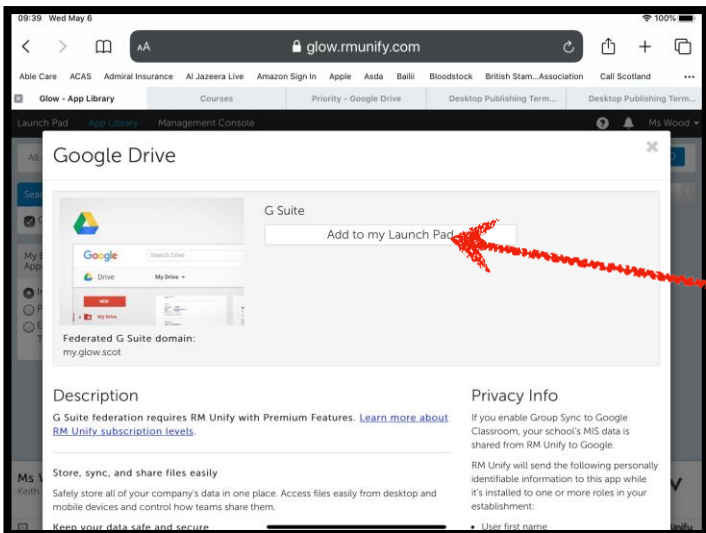 09:39 Wed May 6
100%
AA
glow.rmunify.com
Able Care ACAS Admiral Insurance Al Jazeera Live Amazon Sign In Apple Asda Bailii Bloodstock British Stam...Association Call Scotland ...
Glow - App Library Courses Priority - Google Drive Desktop Publishing Term... Desktop Publishing Term...
Launch Pad App Library Management Console Ms Wood
All
Google Drive
G Suite
Add to my Launch Pad
Google Search Drive
Drive My Drive
NEW
My Drive
Federated G Suite domain:
my.glow.scot
My
App
Description
G Suite federation requires RM Unify with Premium Features. Learn more about
RM Unify subscription levels.
Store, sync, and share files easily
Safely store all of your company's data in one place. Access files easily from desktop and
mobile devices and control how teams share them.
Keep your data safe and secure
Privacy Info
If you enable Group Sync to Google
Classroom, your school's MIS data is
shared from RM Unify to Google.
RM Unify will send the following personally
identifiable information to this app while
it's installed to one or more roles in your
establishment:
• User first name
Ms
Keith
Unify